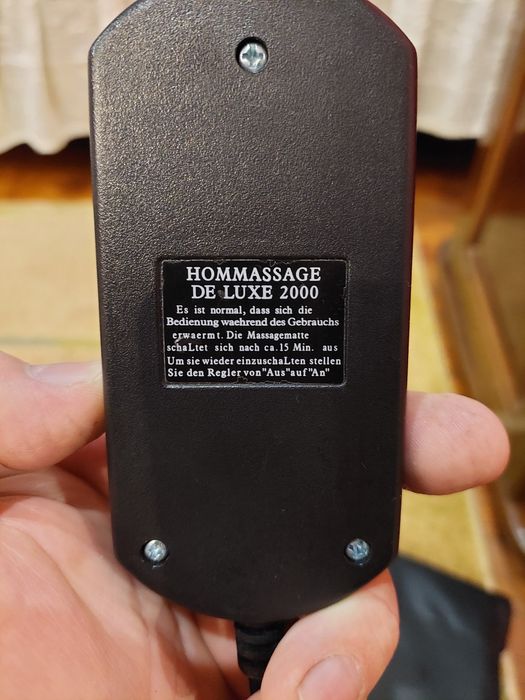 HOMMASSAGE
DE LUXE 2000
Es ist normal, dass sich die
Bedienung waehrend des Gebrauchs
erwaermt. Die Massagematte
schaLtet sich nach ca.15 Min. aus
Um sie wieder einzuschaLten stellen
Sie den Regler von"Aus"auf"An"